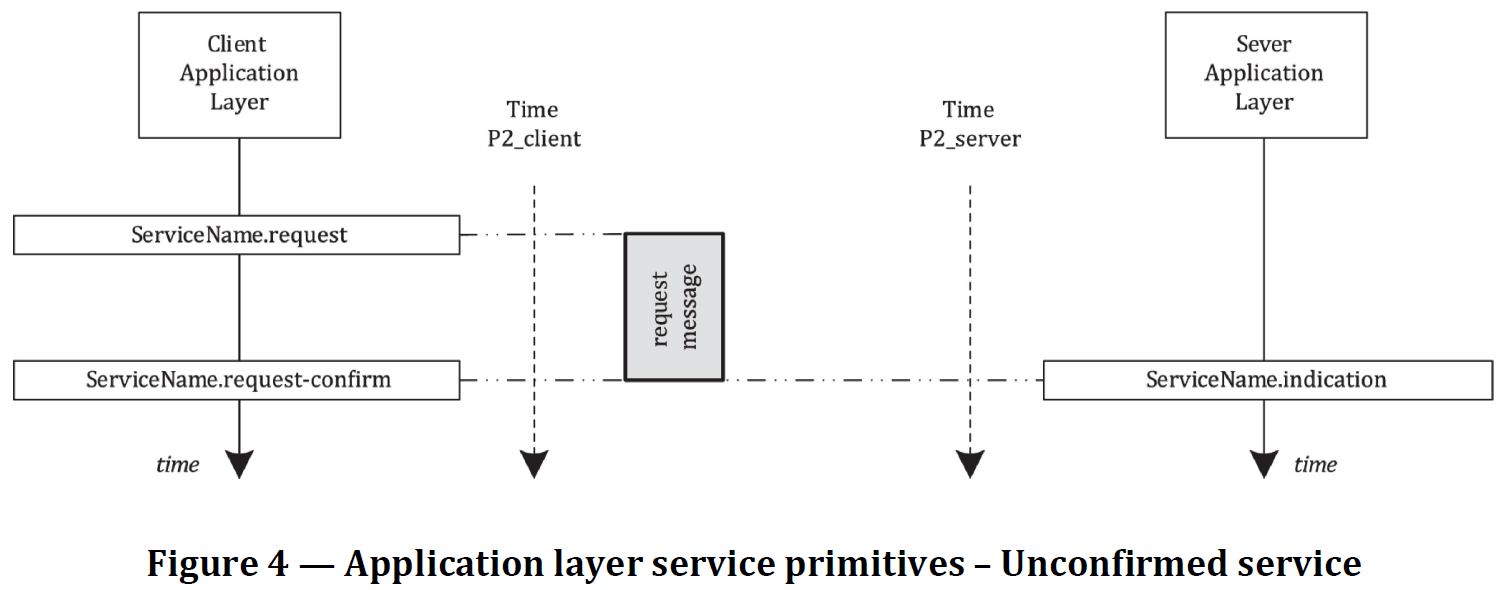 Client
Application
Layer
Sever
Application
Layer
Time
P2_client
Time
P2_server
ServiceName.request
request
message
ServiceName.request-confirm
ServiceName.indication
time
time
Figure 4 — Application layer service primitives – Unconfirmed service